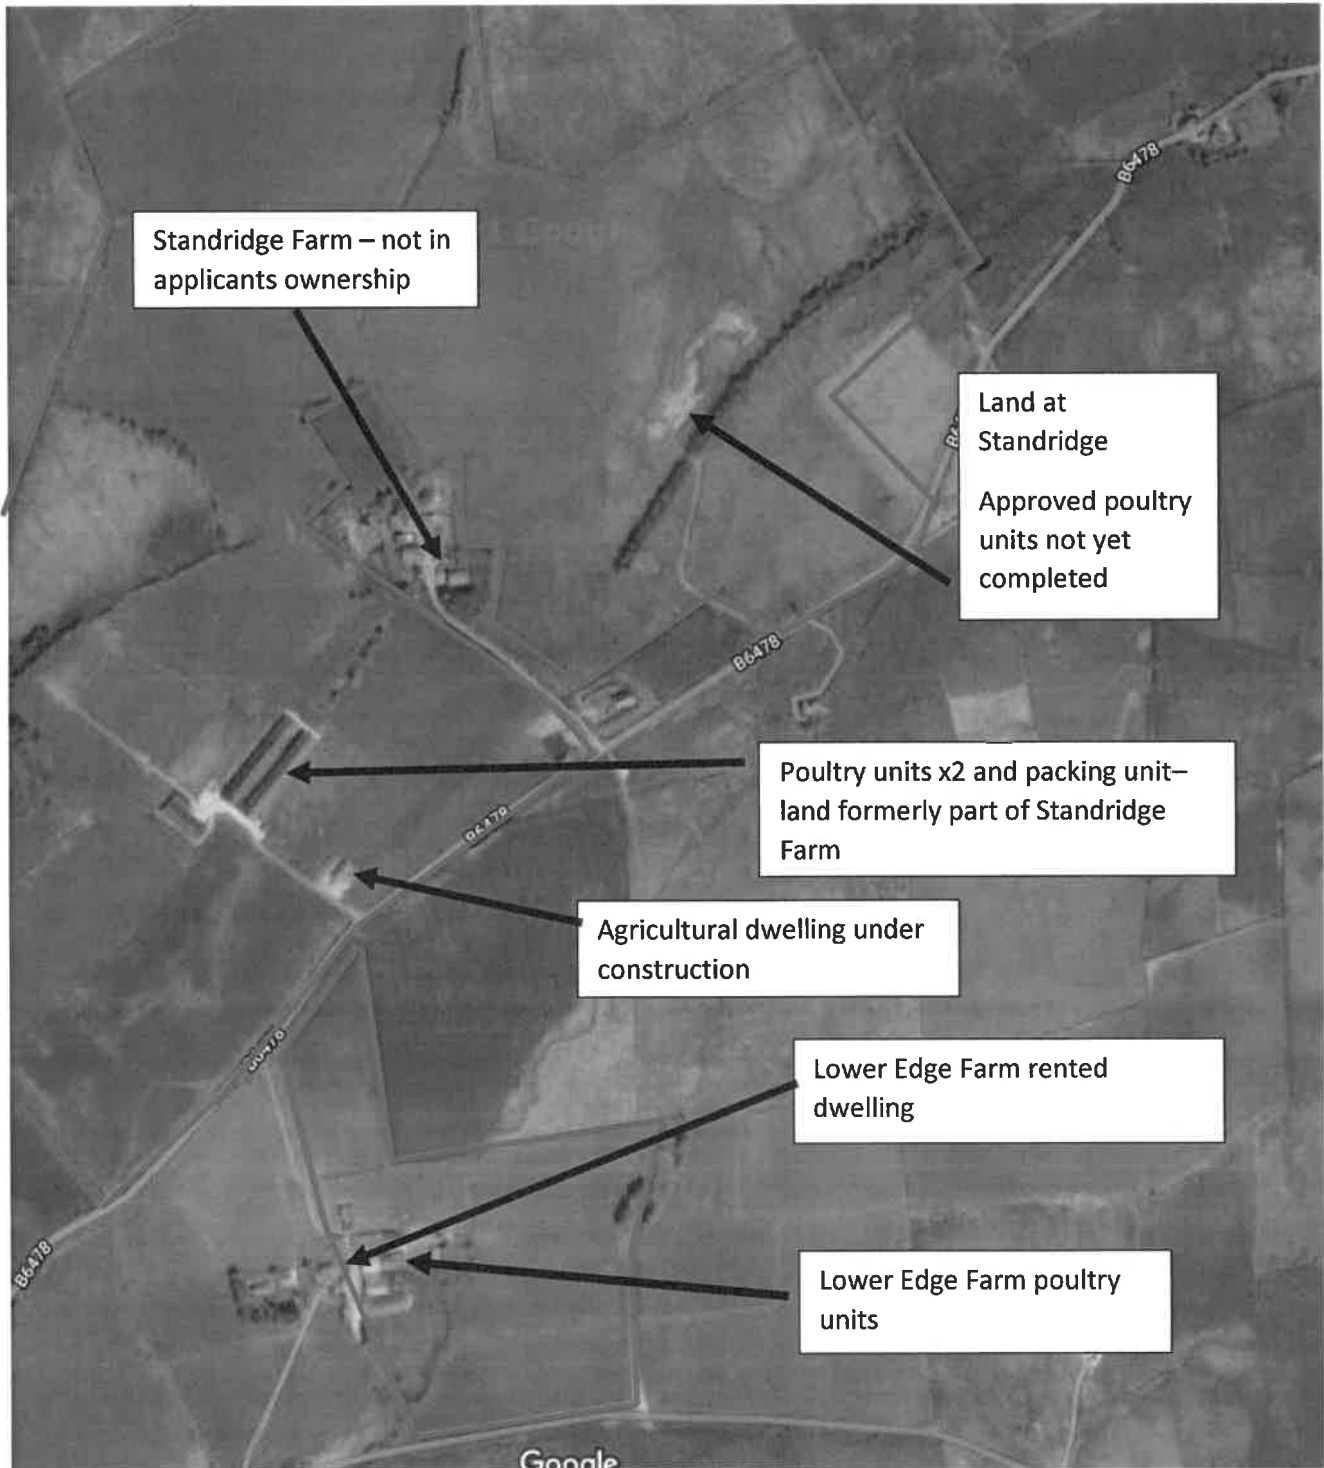 B6478
Standridge Farm – not in
applicants ownership
Land at
Standridge
Approved poultry
units not yet
completed
B6478
Poultry units x2 and packing unit–
land formerly part of Standridge
Farm
B6478
Agricultural dwelling under
construction
B6478
Lower Edge Farm rented
dwelling
B6478
Lower Edge Farm poultry
units
Google